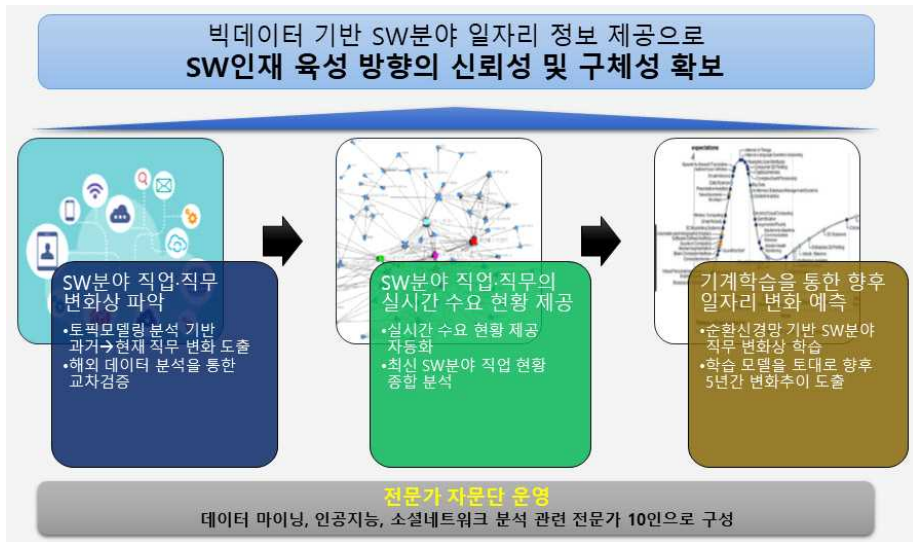 빅데이터 기반 SW분야 일자리 정보 제공으로
SW인재 육성 방향의 신뢰성 및 구체성 확보
expectations
SW분야 직업·직무
변화상 파악
•토픽모델링 분석 기반
과거→현재 직무 변화 도출
•해외 데이터 분석을 통한
교차검증
SW분야 직업·직무의
실시간 수요 현황 제공
•실시간 수요 현황 제공
자동화
•최신 SW분야 직업 현황
종합 분석
기계학습을 통한 향후
일자리 변화 예측
•순환신경망 기반 SW분야
직무 변화상 학습
•학습 모델을 토대로 향후
5년간 변화추이 도출
전문가 자문단 운영
데이터 마이닝, 인공지능, 소셜네트워크 분석 관련 전문가 10인으로 구성